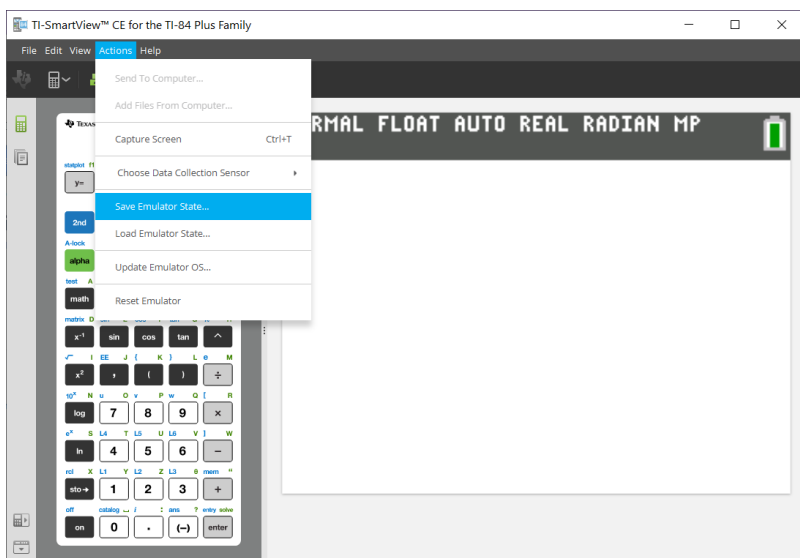 TI-SmartView™ CE for the TI-84 Plus Family
File Edit View Actions Help
Send To Computer...
Add Files From Computer...
Capture Screen Ctrl+T
Choose Data Collection Sensor
Save Emulator State...
Load Emulator State...
Update Emulator OS...
Reset Emulator
RMAL FLOAT AUTO REAL RADIAN MP
TEXAS
statplot f1
y=
2nd
A-lock
alpha
test A
math
matrix D
x⁻¹ sin cos tan ^
√ I EE J { K } L e M
x² , ( ) ÷
10ˣ N u O v P w Q [ R
log 7 8 9 ×
eˣ S L4 T L5 U L6 V ] W
ln 4 5 6 −
rcl X L1 Y L2 Z L3 θ mem "
sto→ 1 2 3 +
off catalog ⎵ i : ans ? entry solve
on 0 . (−) enter